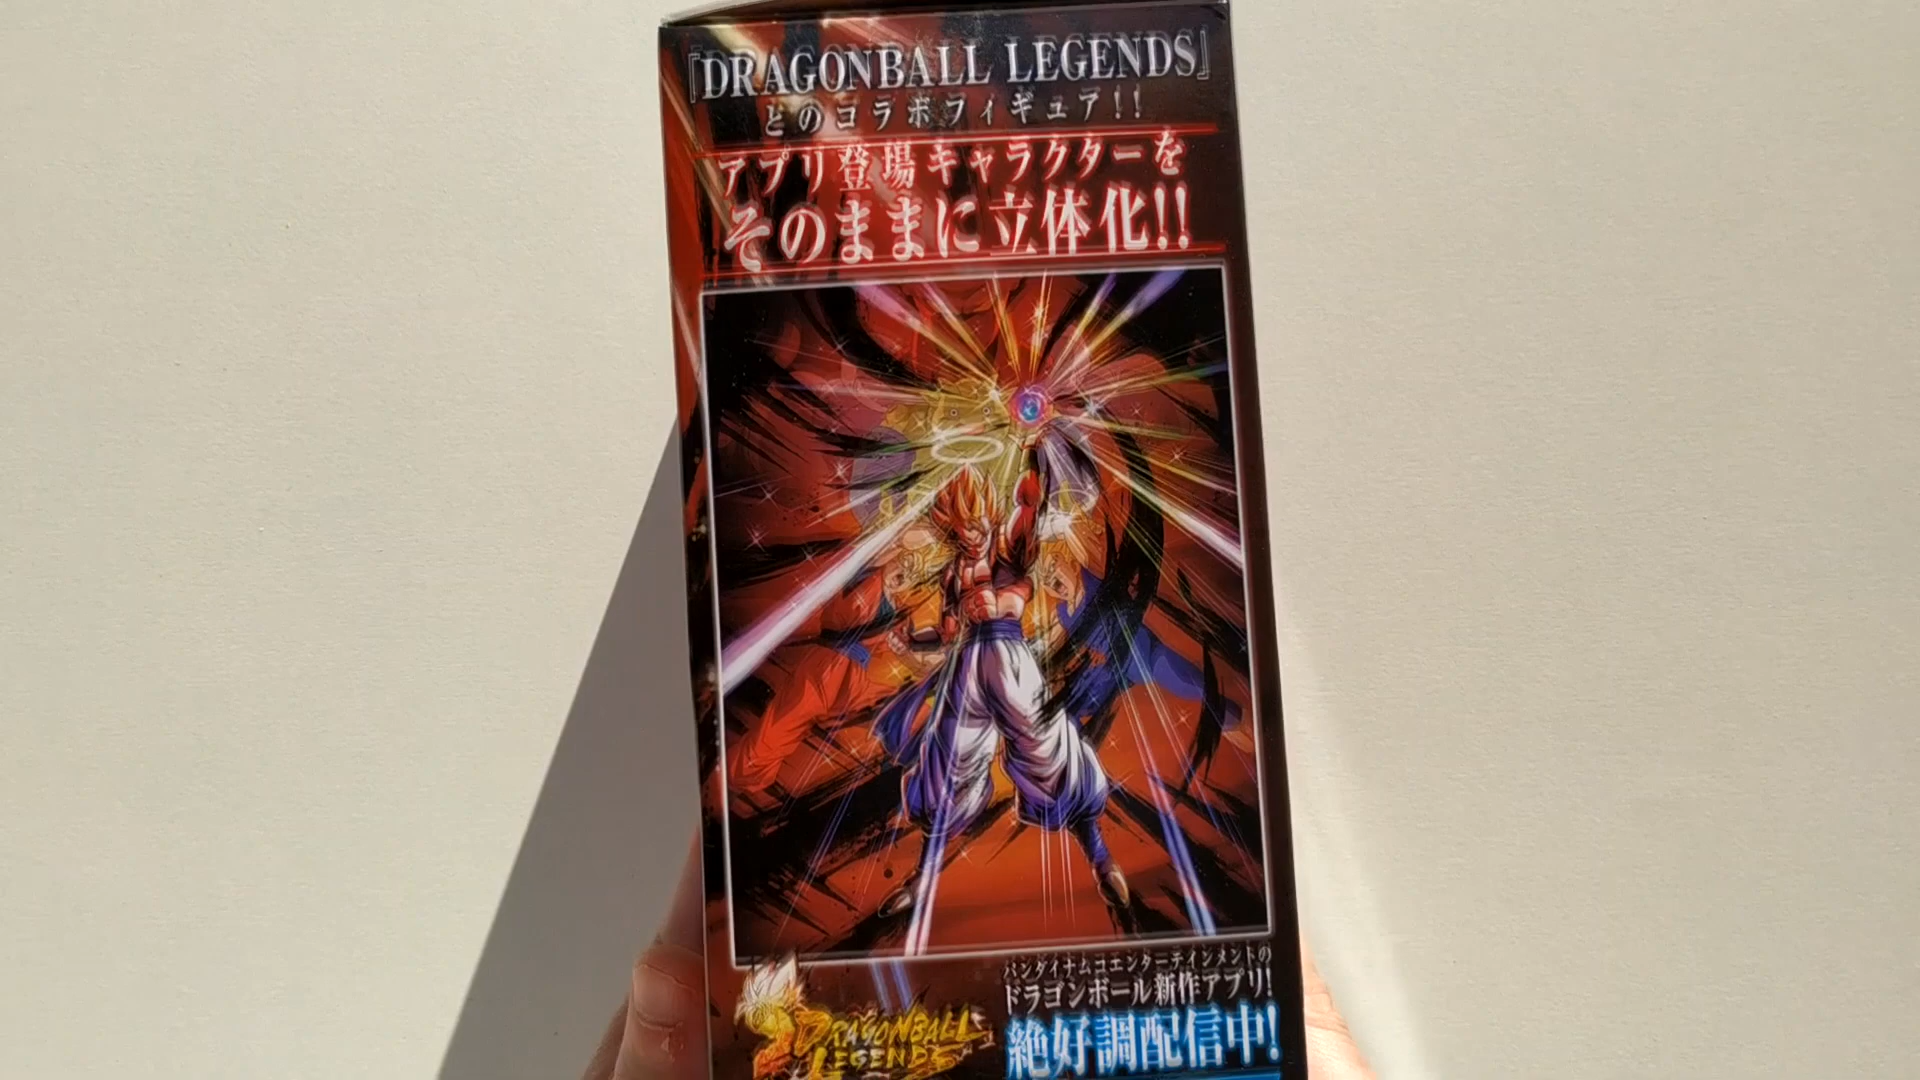 『DRAGONBALL LEGENDS』
とのコラボフィギュア!!
アプリ登場キャラクターを
そのままに立体化!!
バンダイナムコエンターテインメントの
ドラゴンボール新作アプリ!
絶好調配信中!
DRAGONBALL
LEGENDS